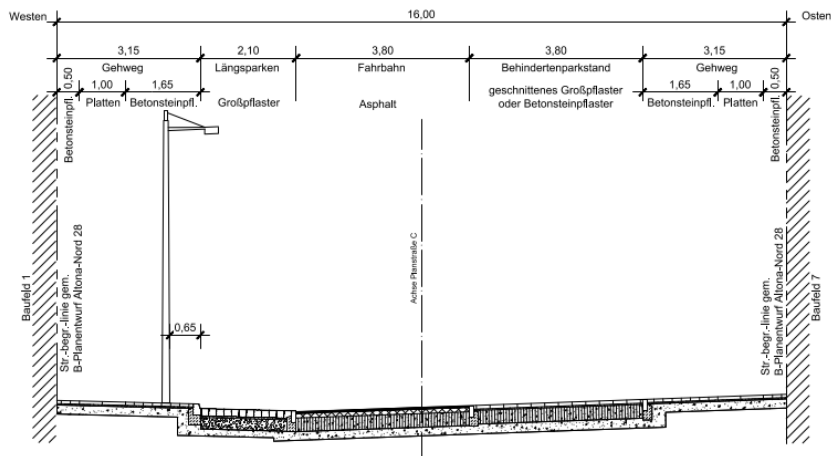 Westen
16,00
Osten
3,15
2,10
3,80
3,80
3,15
Gehweg
Längsparken
Fahrbahn
Behindertenparkstand
Gehweg
0,50
1,00
1,65
1,65
1,00
0,50
Betonsteinpfl.
Platten
Betonsteinpfl.
Großpflaster
Asphalt
geschnittenes Großpflaster
oder Betonsteinpflaster
Betonsteinpfl.
Platten
Betonsteinpfl.
Baufeld 1
Str.-begr.-linie gem.
B-Planentwurf Altona-Nord 28
0,65
Achse Planstraße C
Str.-begr.-linie gem.
B-Planentwurf Altona-Nord 28
Baufeld 7